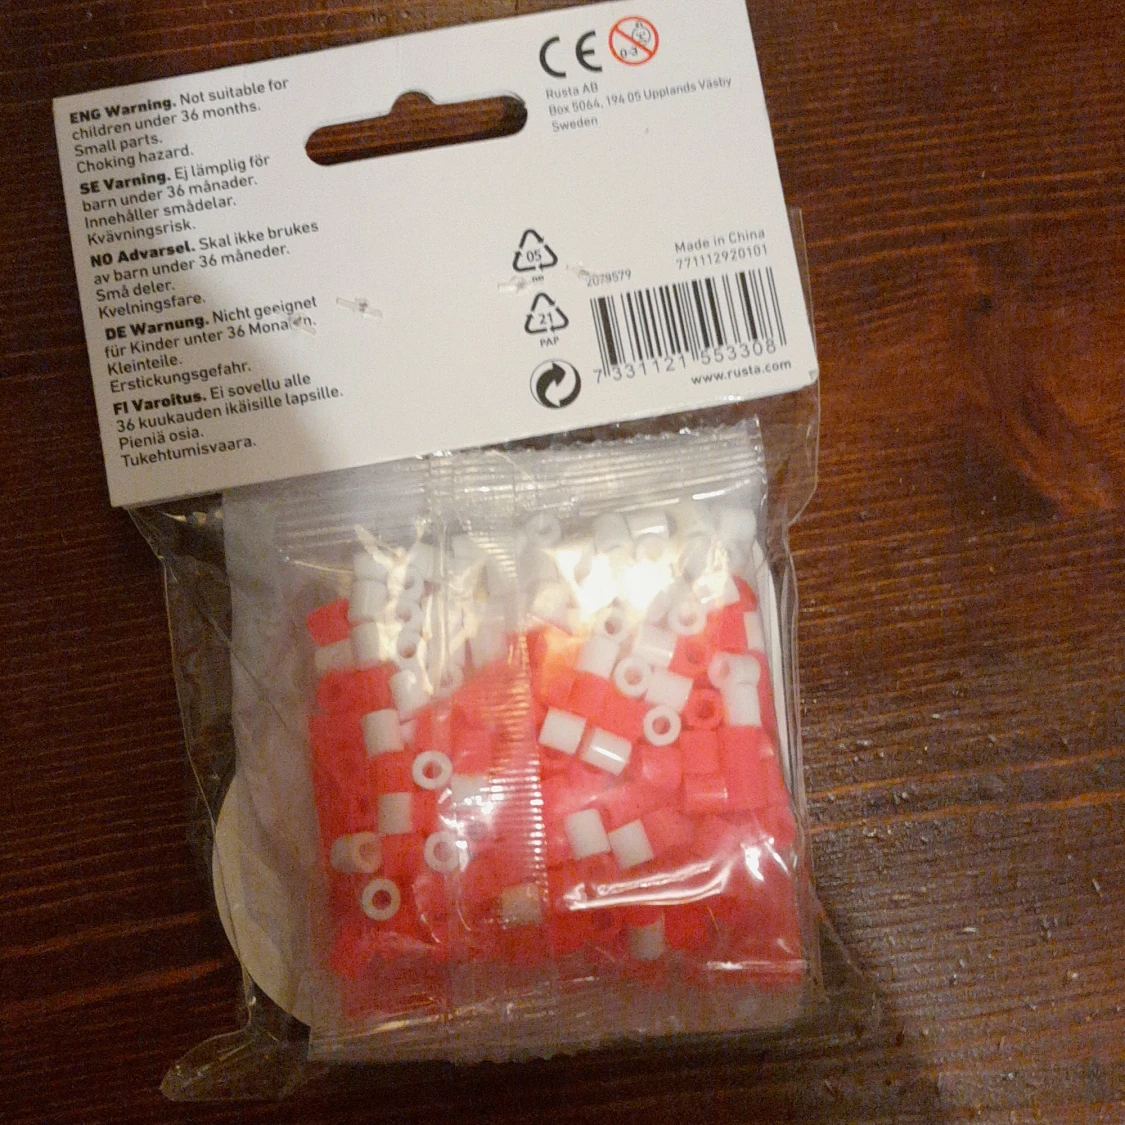 ENG Warning. Not suitable for
children under 36 months.
Small parts.
Choking hazard.
SE Varning. Ej lämplig för
barn under 36 månader.
Innehåller smådelar.
Kvävningsrisk.
NO Advarsel. Skal ikke brukes
av barn under 36 måneder.
Små deler.
Kvelningsfare.
DE Warnung. Nicht geeignet
für Kinder unter 36 Monaten.
Kleinteile.
Erstickungsgefahr.
FI Varoitus. Ei sovellu alle
36 kuukauden ikäisille lapsille.
Pieniä osia.
Tukehtumisvaara.
CE
0-3
Rusta AB
Box 5064, 194 05 Upplands Väsby
Sweden
05
21
PAP
Made in China
771112920101
2079579
7 331121 553308
www.rusta.com